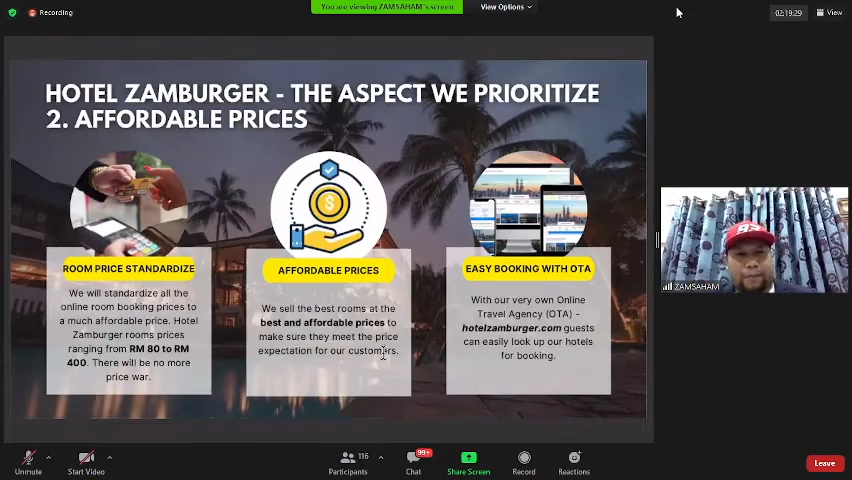 Recording
You are viewing ZAMSAHAM's screen
View Options
02:19:29
View
HOTEL ZAMBURGER - THE ASPECT WE PRIORITIZE
2. AFFORDABLE PRICES
ROOM PRICE STANDARDIZE
We will standardize all the
online room booking prices to
a much affordable price. Hotel
Zamburger rooms prices
ranging from RM 80 to RM
400. There will be no more
price war.
AFFORDABLE PRICES
We sell the best rooms at the
best and affordable prices to
make sure they meet the price
expectation for our customers.
EASY BOOKING WITH OTA
With our very own Online
Travel Agency (OTA) -
hotelzamburger.com guests
can easily look up our hotels
for booking.
ZAMSAHAM
Unmute
Start Video
Participants
116
Chat
99+
Share Screen
Record
Reactions
Leave